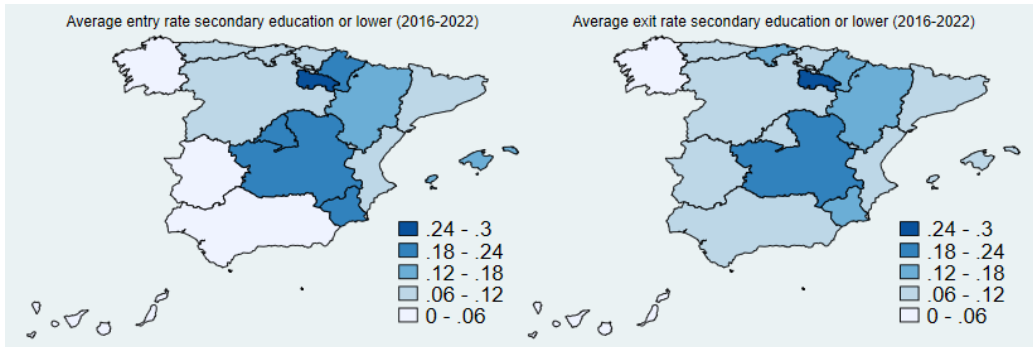 Average entry rate secondary education or lower (2016-2022)
.24 - .3
.18 - .24
.12 - .18
.06 - .12
0 - .06
Average exit rate secondary education or lower (2016-2022)
.24 - .3
.18 - .24
.12 - .18
.06 - .12
0 - .06